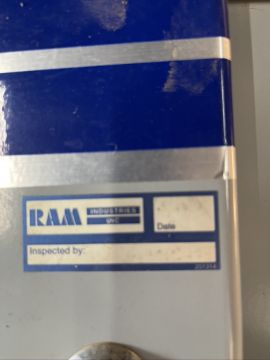 RAM INDUSTRIES INC
Date
Inspected by: